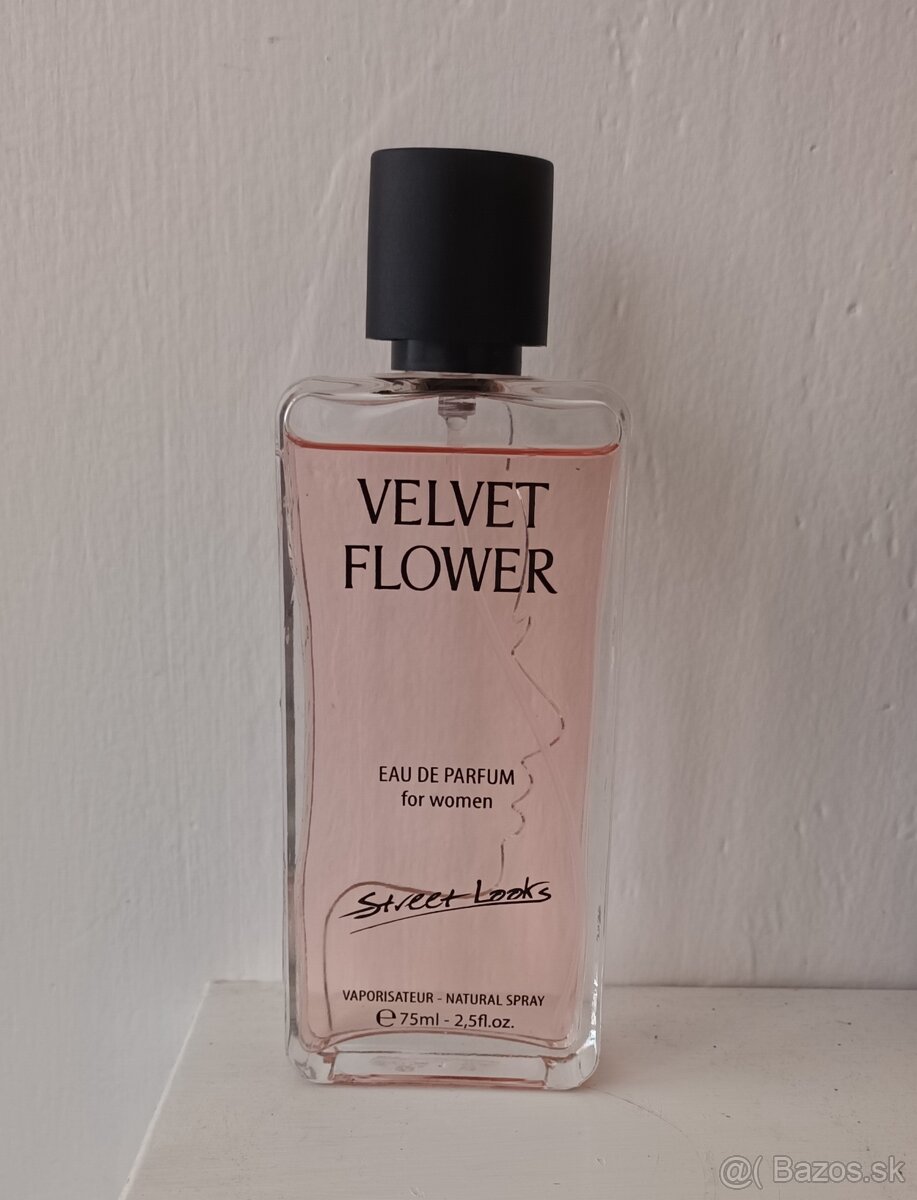 VELVET
FLOWER
EAU DE PARFUM
for women
Street Looks
VAPORISATEUR - NATURAL SPRAY
℮ 75ml - 2,5fl.oz.
@( Bazos.sk